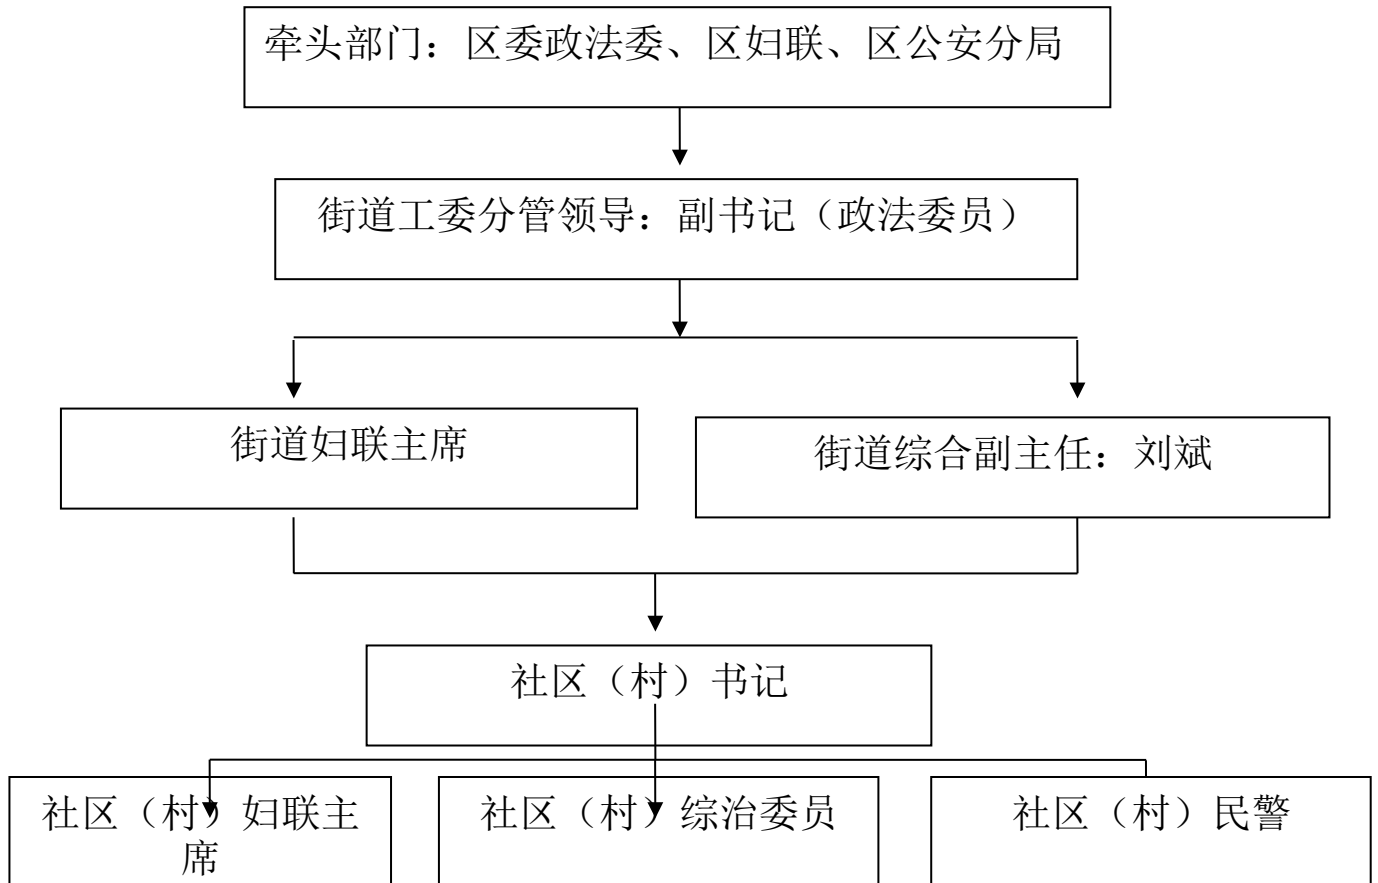 牵头部门：区委政法委、区妇联、区公安分局
街道工委分管领导：副书记（政法委员）
街道妇联主席
街道综合副主任：刘斌
社区（村）书记
社区（村）妇联主
席
社区（村）综治委员
社区（村）民警